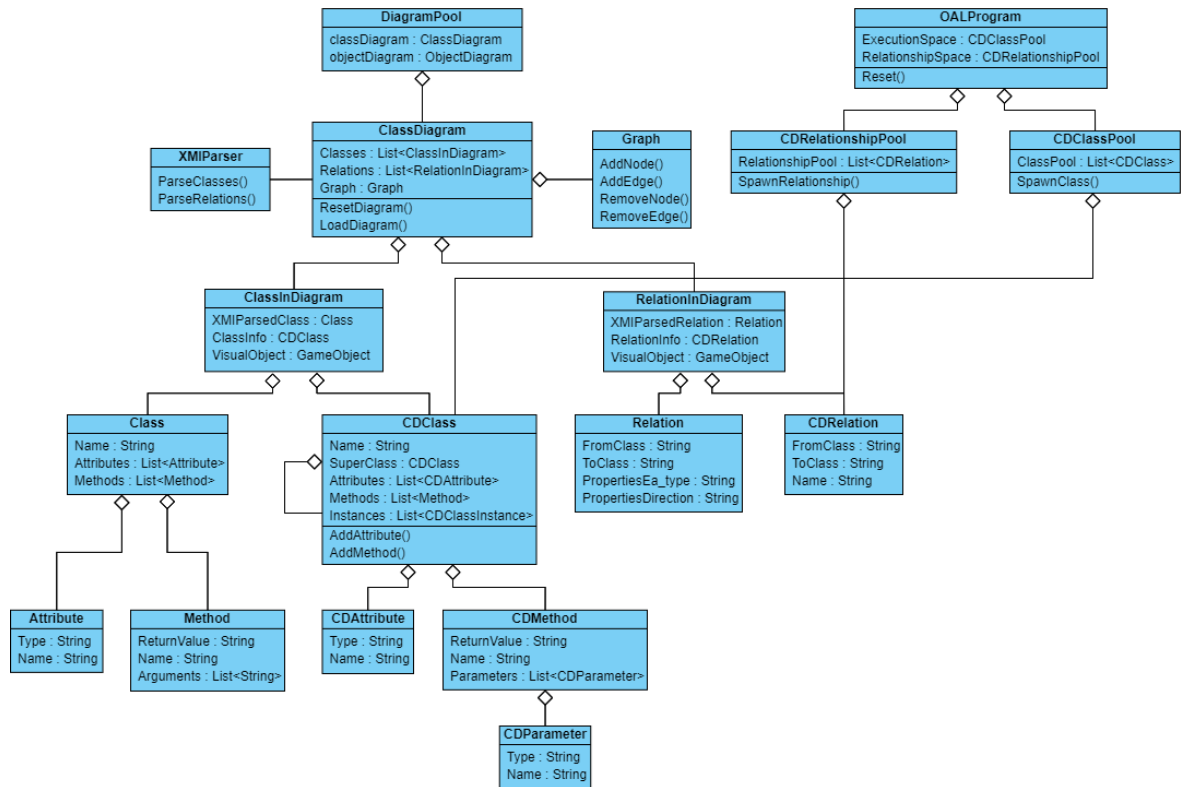 DiagramPool
classDiagram : ClassDiagram
objectDiagram : ObjectDiagram
OALProgram
ExecutionSpace : CDClassPool
RelationshipSpace : CDRelationshipPool
Reset()
XMIParser
ParseClasses()
ParseRelations()
ClassDiagram
Classes : List<ClassInDiagram>
Relations : List<RelationInDiagram>
Graph : Graph
ResetDiagram()
LoadDiagram()
Graph
AddNode()
AddEdge()
RemoveNode()
RemoveEdge()
CDRelationshipPool
RelationshipPool : List<CDRelation>
SpawnRelationship()
CDClassPool
ClassPool : List<CDClass>
SpawnClass()
ClassInDiagram
XMIParsedClass : Class
ClassInfo : CDClass
VisualObject : GameObject
RelationInDiagram
XMIParsedRelation : Relation
RelationInfo : CDRelation
VisualObject : GameObject
Class
Name : String
Attributes : List<Attribute>
Methods : List<Method>
CDClass
Name : String
SuperClass : CDClass
Attributes : List<CDAttribute>
Methods : List<Method>
Instances : List<CDClassInstance>
AddAttribute()
AddMethod()
Relation
FromClass : String
ToClass : String
PropertiesEa_type : String
PropertiesDirection : String
CDRelation
FromClass : String
ToClass : String
Name : String
Attribute
Type : String
Name : String
Method
ReturnValue : String
Name : String
Arguments : List<String>
CDAttribute
Type : String
Name : String
CDMethod
ReturnValue : String
Name : String
Parameters : List<CDParameter>
CDParameter
Type : String
Name : String